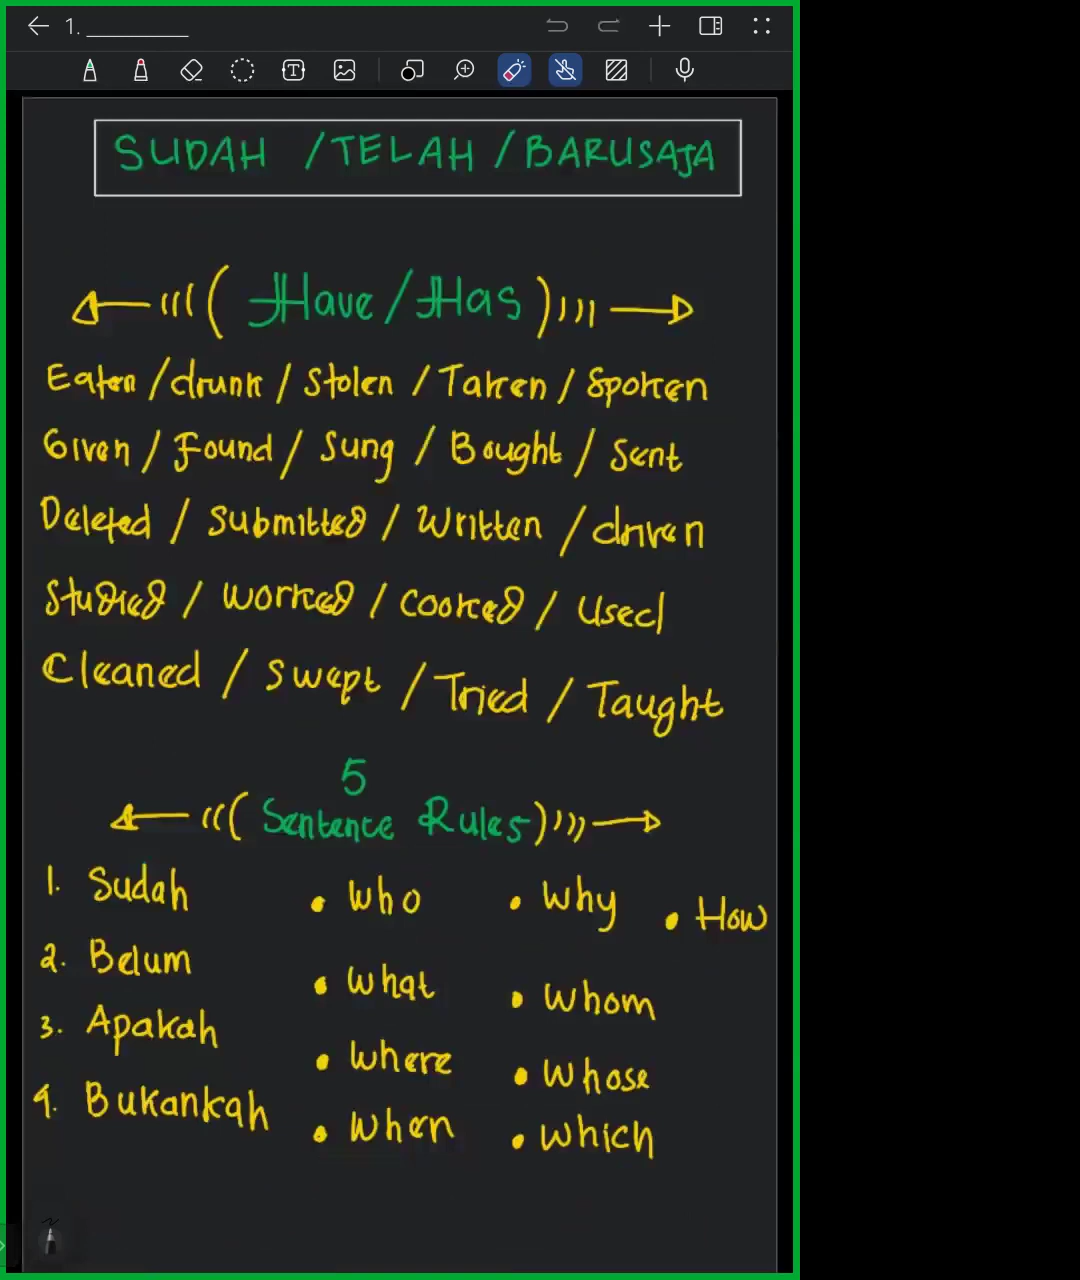 1. __________
SUDAH / TELAH / BARUSAJA
( Have / Has )
Eaten / drunk / Stolen / Taken / Spoken
Given / Found / Sung / Bought / Sent
Deleted / Submitted / Written / driven
Studied / Worked / Cooked / Used
Cleaned / Swept / Tried / Taught
5
( Sentence Rules )
1. Sudah
2. Belum
3. Apakah
4. Bukankah
• Who
• What
• Where
• When
• Why
• Whom
• Whose
• Which
• How